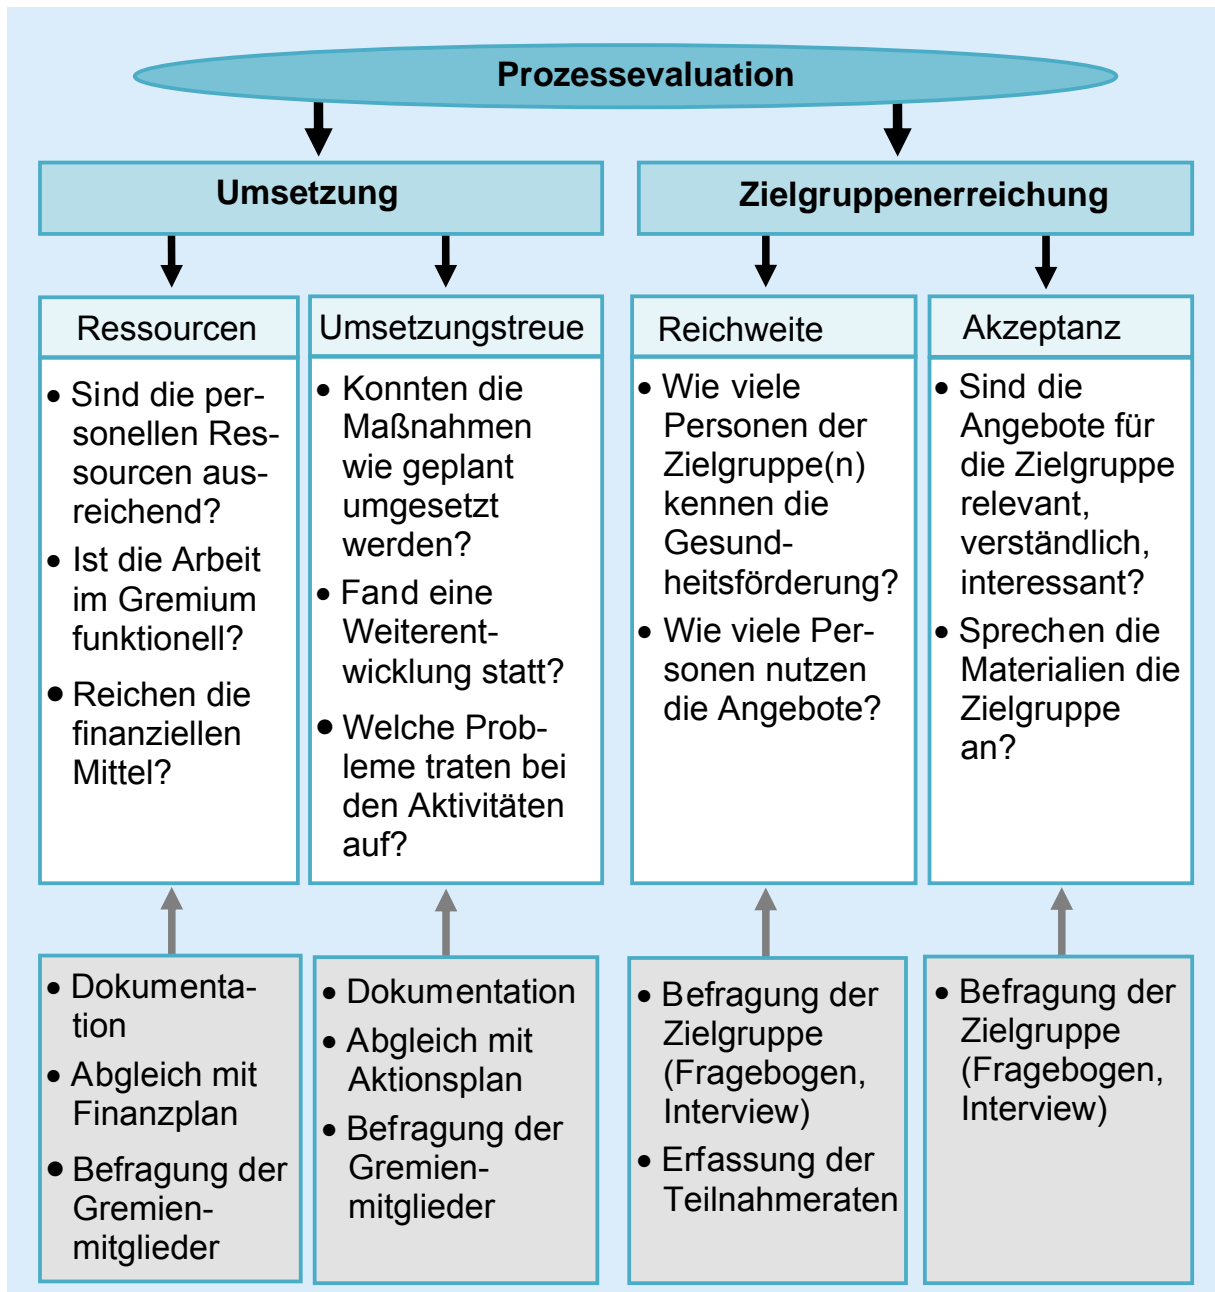 Prozessevaluation
Umsetzung
Zielgruppenerreichung
Ressourcen
• Sind die per-
sonellen Res-
sourcen aus-
reichend?
• Ist die Arbeit
im Gremium
funktionell?
• Reichen die
finanziellen
Mittel?
Umsetzungstreue
• Konnten die
Maßnahmen
wie geplant
umgesetzt
werden?
• Fand eine
Weiterent-
wicklung statt?
• Welche Prob-
leme traten bei
den Aktivitäten
auf?
Reichweite
• Wie viele
Personen der
Zielgruppe(n)
kennen die
Gesund-
heitsförderung?
• Wie viele Per-
sonen nutzen
die Angebote?
Akzeptanz
• Sind die
Angebote für
die Zielgruppe
relevant,
verständlich,
interessant?
• Sprechen die
Materialien die
Zielgruppe
an?
• Dokumenta-
tion
• Abgleich mit
Finanzplan
• Befragung der
Gremien-
mitglieder
• Dokumentation
• Abgleich mit
Aktionsplan
• Befragung der
Gremien-
mitglieder
• Befragung der
Zielgruppe
(Fragebogen,
Interview)
• Erfassung der
Teilnahmeraten
• Befragung der
Zielgruppe
(Fragebogen,
Interview)